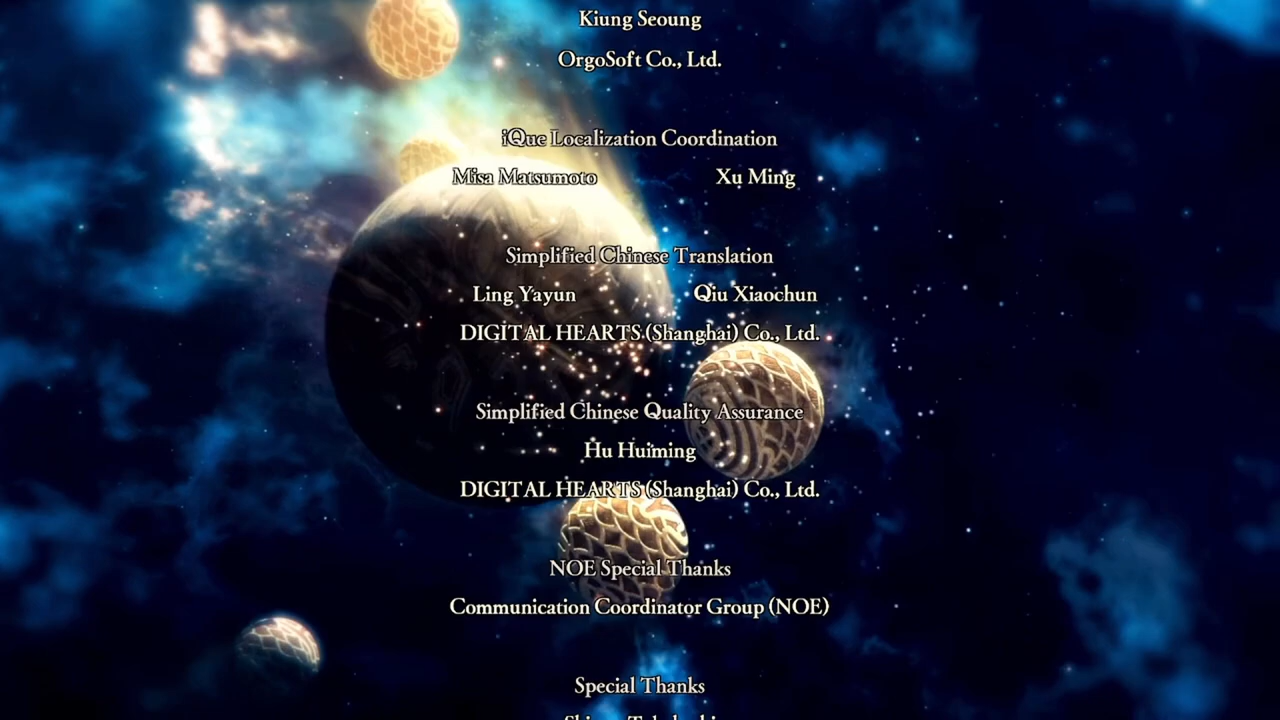 Kiung Seoung
OrgoSoft Co., Ltd.
iQue Localization Coordination
Misa Matsumoto Xu Ming
Simplified Chinese Translation
Ling Yayun Qiu Xiaochun
DIGITAL HEARTS (Shanghai) Co., Ltd.
Simplified Chinese Quality Assurance
Hu Huiming
DIGITAL HEARTS (Shanghai) Co., Ltd.
NOE Special Thanks
Communication Coordinator Group (NOE)
Special Thanks